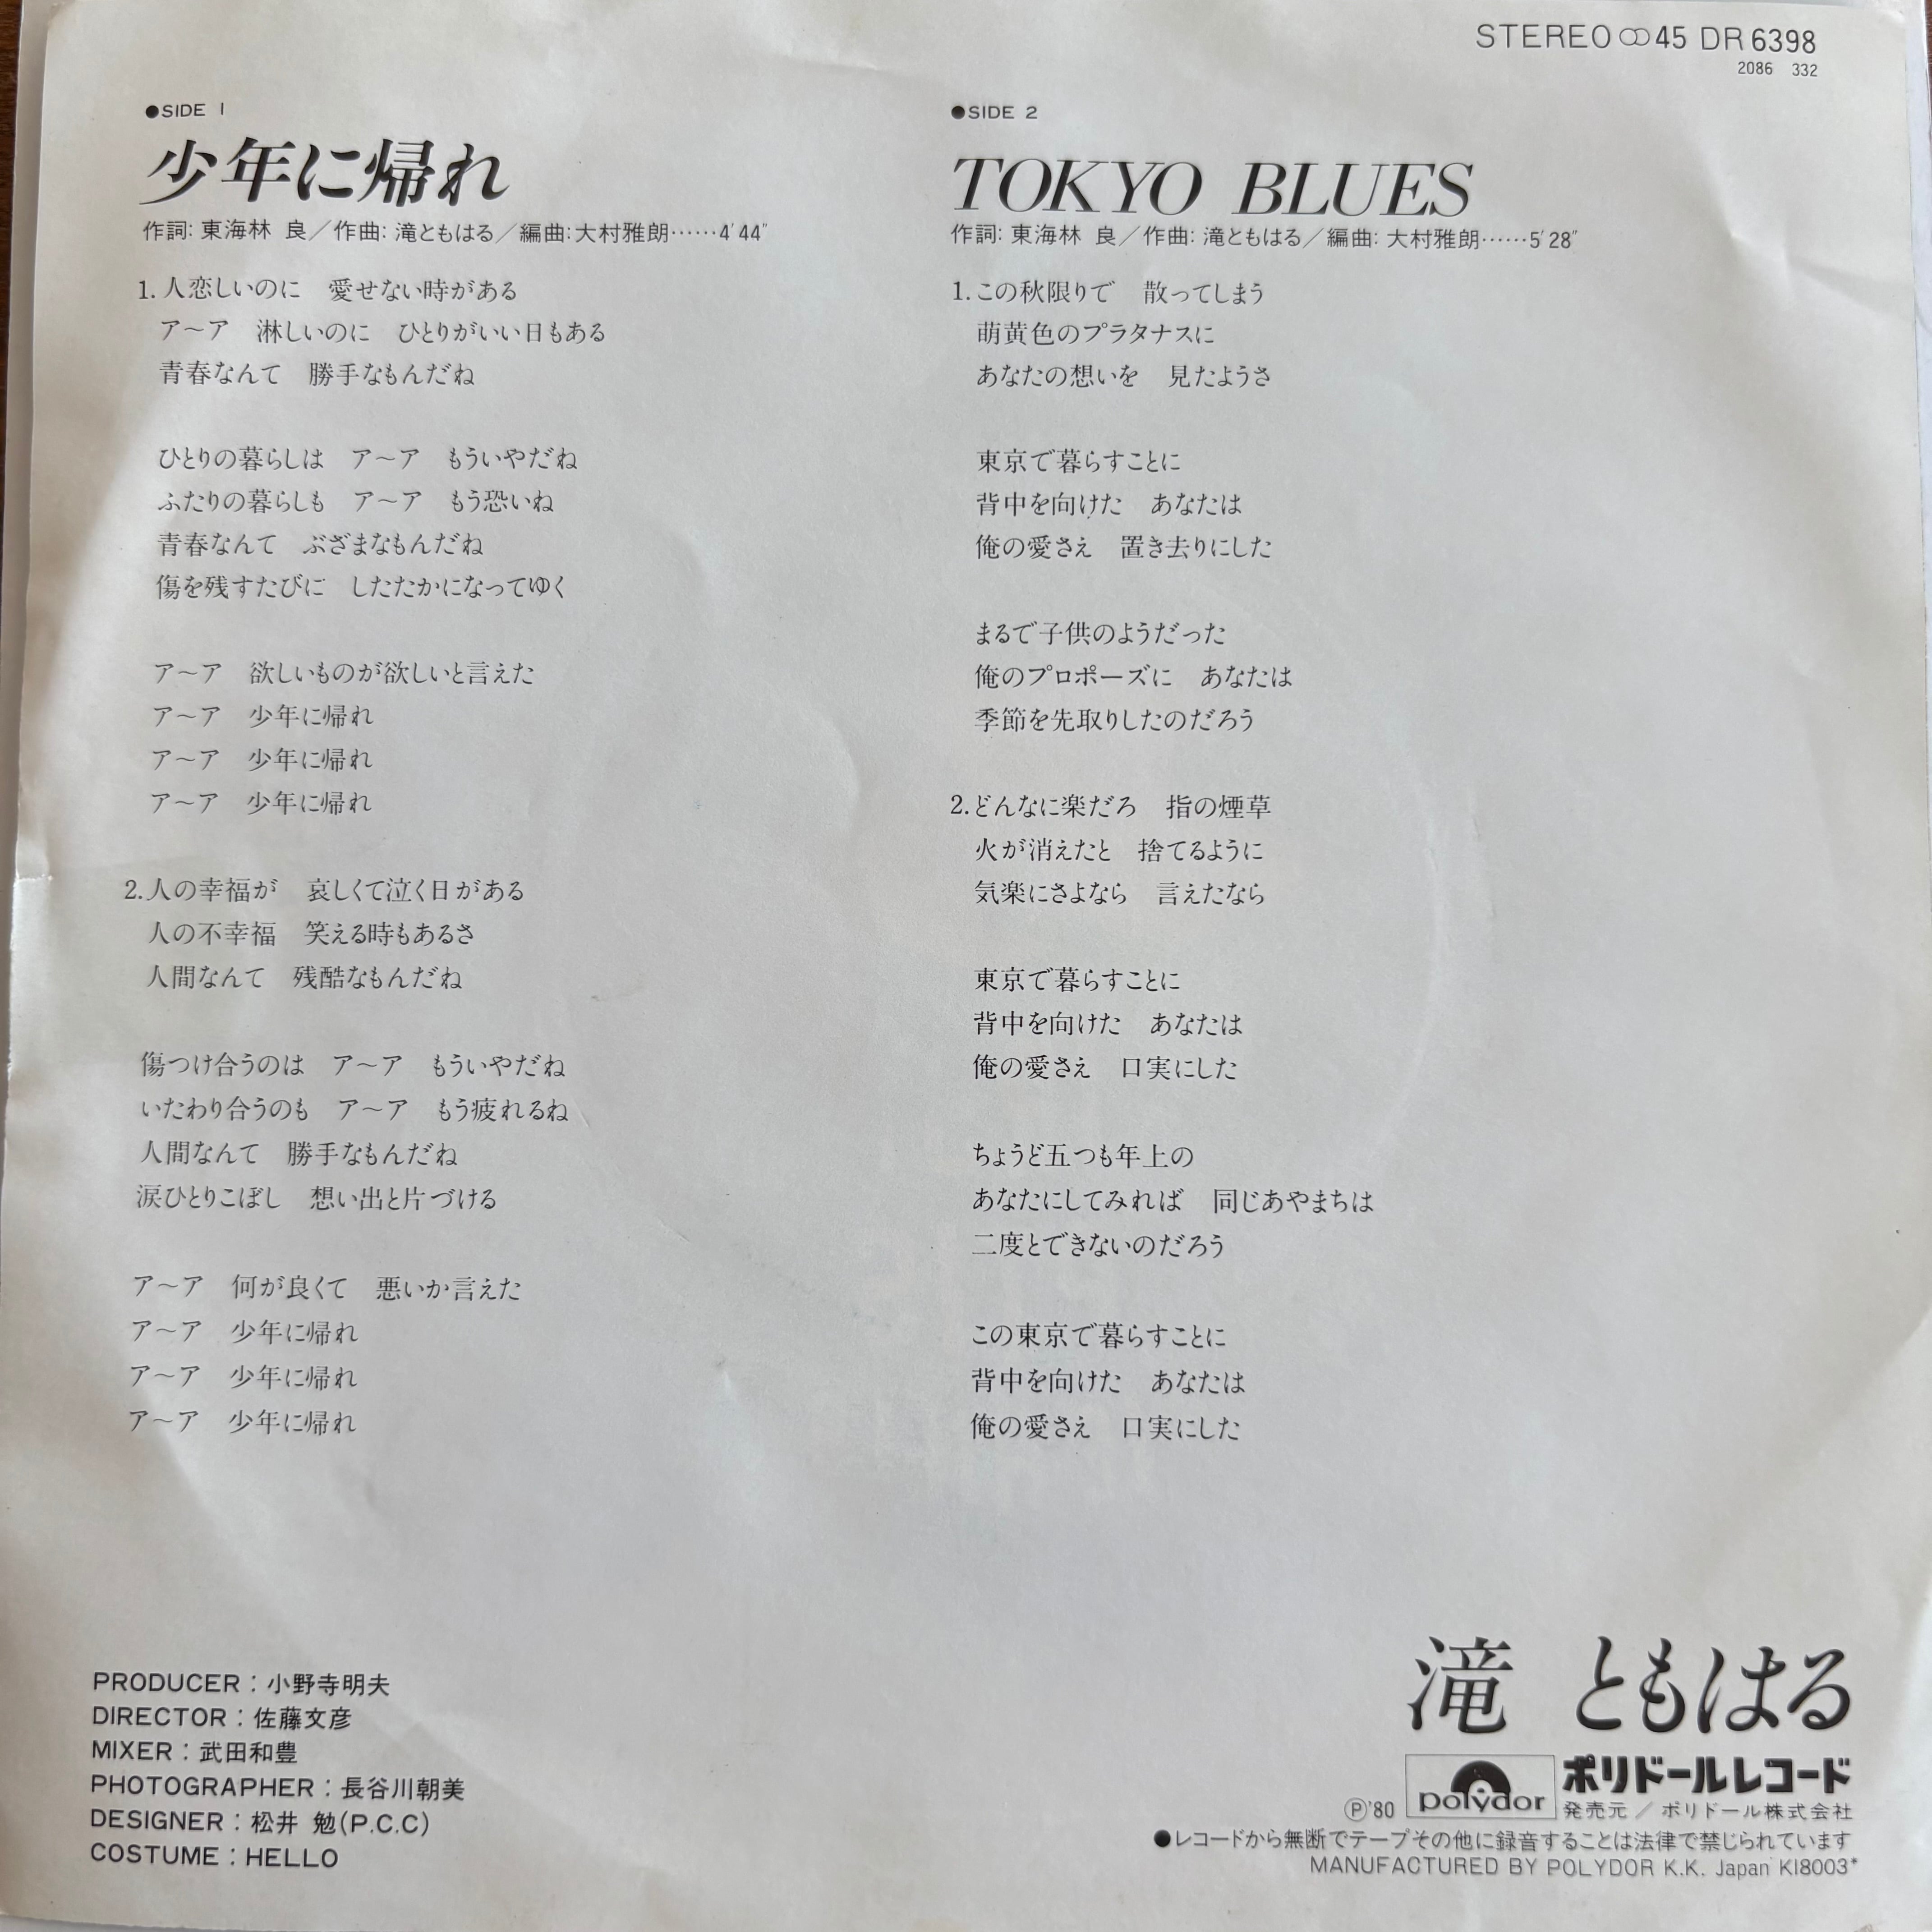 STEREO ∞45 DR 6398
2086 332
●SIDE 1
少年に帰れ
作詞: 東海林 良／作曲: 滝ともはる／編曲: 大村雅朗……4′44″
1. 人恋しいのに　愛せない時がある
ア〜ア　淋しいのに　ひとりがいい日もある
青春なんて　勝手なもんだね
ひとりの暮らしは　ア〜ア　もういやだね
ふたりの暮らしも　ア〜ア　もう恐いね
青春なんて　ぶざまなもんだね
傷を残すたびに　したたかになってゆく
ア〜ア　欲しいものが欲しいと言えた
ア〜ア　少年に帰れ
ア〜ア　少年に帰れ
ア〜ア　少年に帰れ
2. 人の幸福が　哀しくて泣く日がある
人の不幸福　笑える時もあるさ
人間なんて　残酷なもんだね
傷つけ合うのは　ア〜ア　もういやだね
いたわり合うのも　ア〜ア　もう疲れるね
人間なんて　勝手なもんだね
涙ひとりこぼし　想い出と片づける
ア〜ア　何が良くて　悪いか言えた
ア〜ア　少年に帰れ
ア〜ア　少年に帰れ
ア〜ア　少年に帰れ
●SIDE 2
TOKYO BLUES
作詞: 東海林 良／作曲: 滝ともはる／編曲: 大村雅朗……5′28″
1. この秋限りで　散ってしまう
萌黄色のプラタナスに
あなたの想いを　見たようさ
東京で暮らすことに
背中を向けた　あなたは
俺の愛さえ　置き去りにした
まるで子供のようだった
俺のプロポーズに　あなたは
季節を先取りしたのだろう
2. どんなに楽だろ　指の煙草
火が消えたと　捨てるように
気楽にさよなら　言えたなら
東京で暮らすことに
背中を向けた　あなたは
俺の愛さえ　口実にした
ちょうど五つも年上の
あなたにしてみれば　同じあやまちは
二度とできないのだろう
この東京で暮らすことに
背中を向けた　あなたは
俺の愛さえ　口実にした
PRODUCER : 小野寺明夫
DIRECTOR : 佐藤文彦
MIXER : 武田和豊
PHOTOGRAPHER : 長谷川朝美
DESIGNER : 松井 勉(P.C.C)
COSTUME : HELLO
滝 ともはる
Ⓟ'80 polydor ポリドールレコード
発売元／ポリドール株式会社
●レコードから無断でテープその他に録音することは法律で禁じられています
MANUFACTURED BY POLYDOR K.K. Japan KI8003*